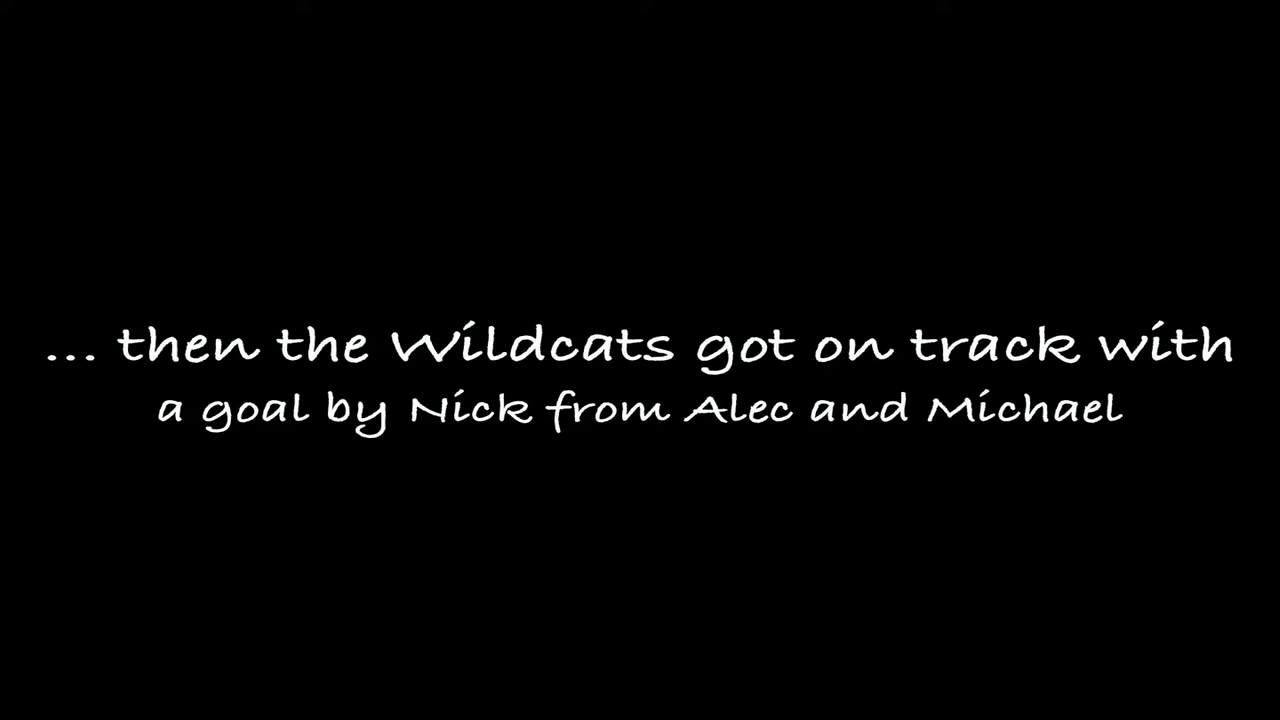 ... then the Wildcats got on track with
a goal by Nick from Alec and Michael